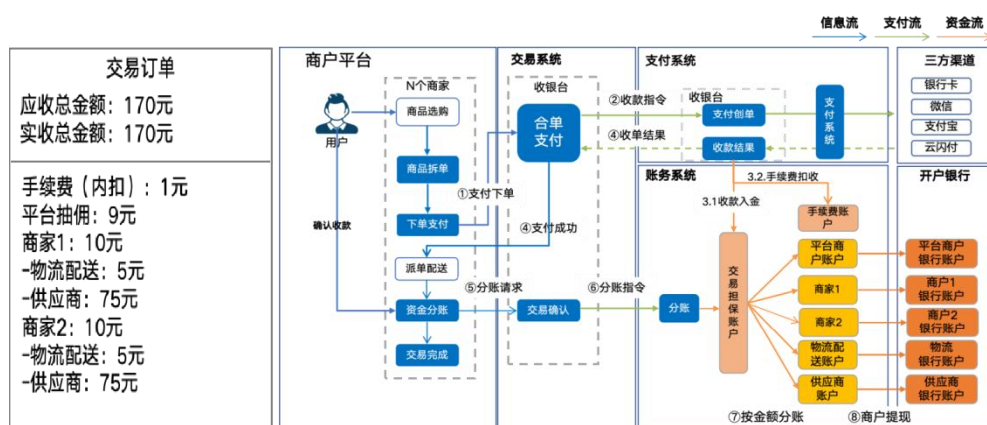 信息流
支付流
资金流
交易订单
应收总金额：170元
实收总金额：170元
手续费（内扣）：1元
平台抽佣：9元
商家1：10元
-物流配送：5元
-供应商：75元
商家2：10元
-物流配送：5元
-供应商：75元
商户平台
用户
确认收款
N个商家
商品选购
商品拆单
下单支付
派单配送
资金分账
交易完成
①支付下单
④支付成功
⑤分账请求
交易系统
收银台
合单
支付
交易确认
②收款指令
④收单结果
⑥分账指令
支付系统
收银台
支付创单
收款结果
支
付
系
统
三方渠道
银行卡
微信
支付宝
云闪付
账务系统
3.2.手续费扣收
3.1收款入金
手续费账
户
分账
交
易
担
保
账
户
平台商
户账户
商家1
商家2
物流配
送账户
供应商
账户
⑦按金额分账
开户银行
平台商户
银行账户
商户1
银行账户
商户2
银行账户
物流
银行账户
供应商
银行账户
⑧商户提现